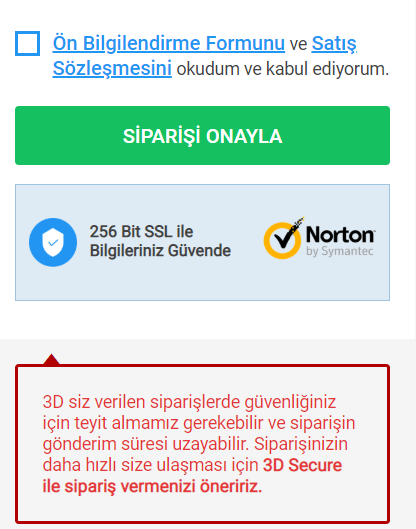 Ön Bilgilendirme Formunu ve Satış
Sözleşmesini okudum ve kabul ediyorum.
SİPARİŞİ ONAYLA
256 Bit SSL ile
Bilgileriniz Güvende
Norton
by Symantec
3D siz verilen siparişlerde güvenliğiniz
için teyit almamız gerekebilir ve siparişin
gönderim süresi uzayabilir. Siparişinizin
daha hızlı size ulaşması için 3D Secure
ile sipariş vermenizi öneririz.